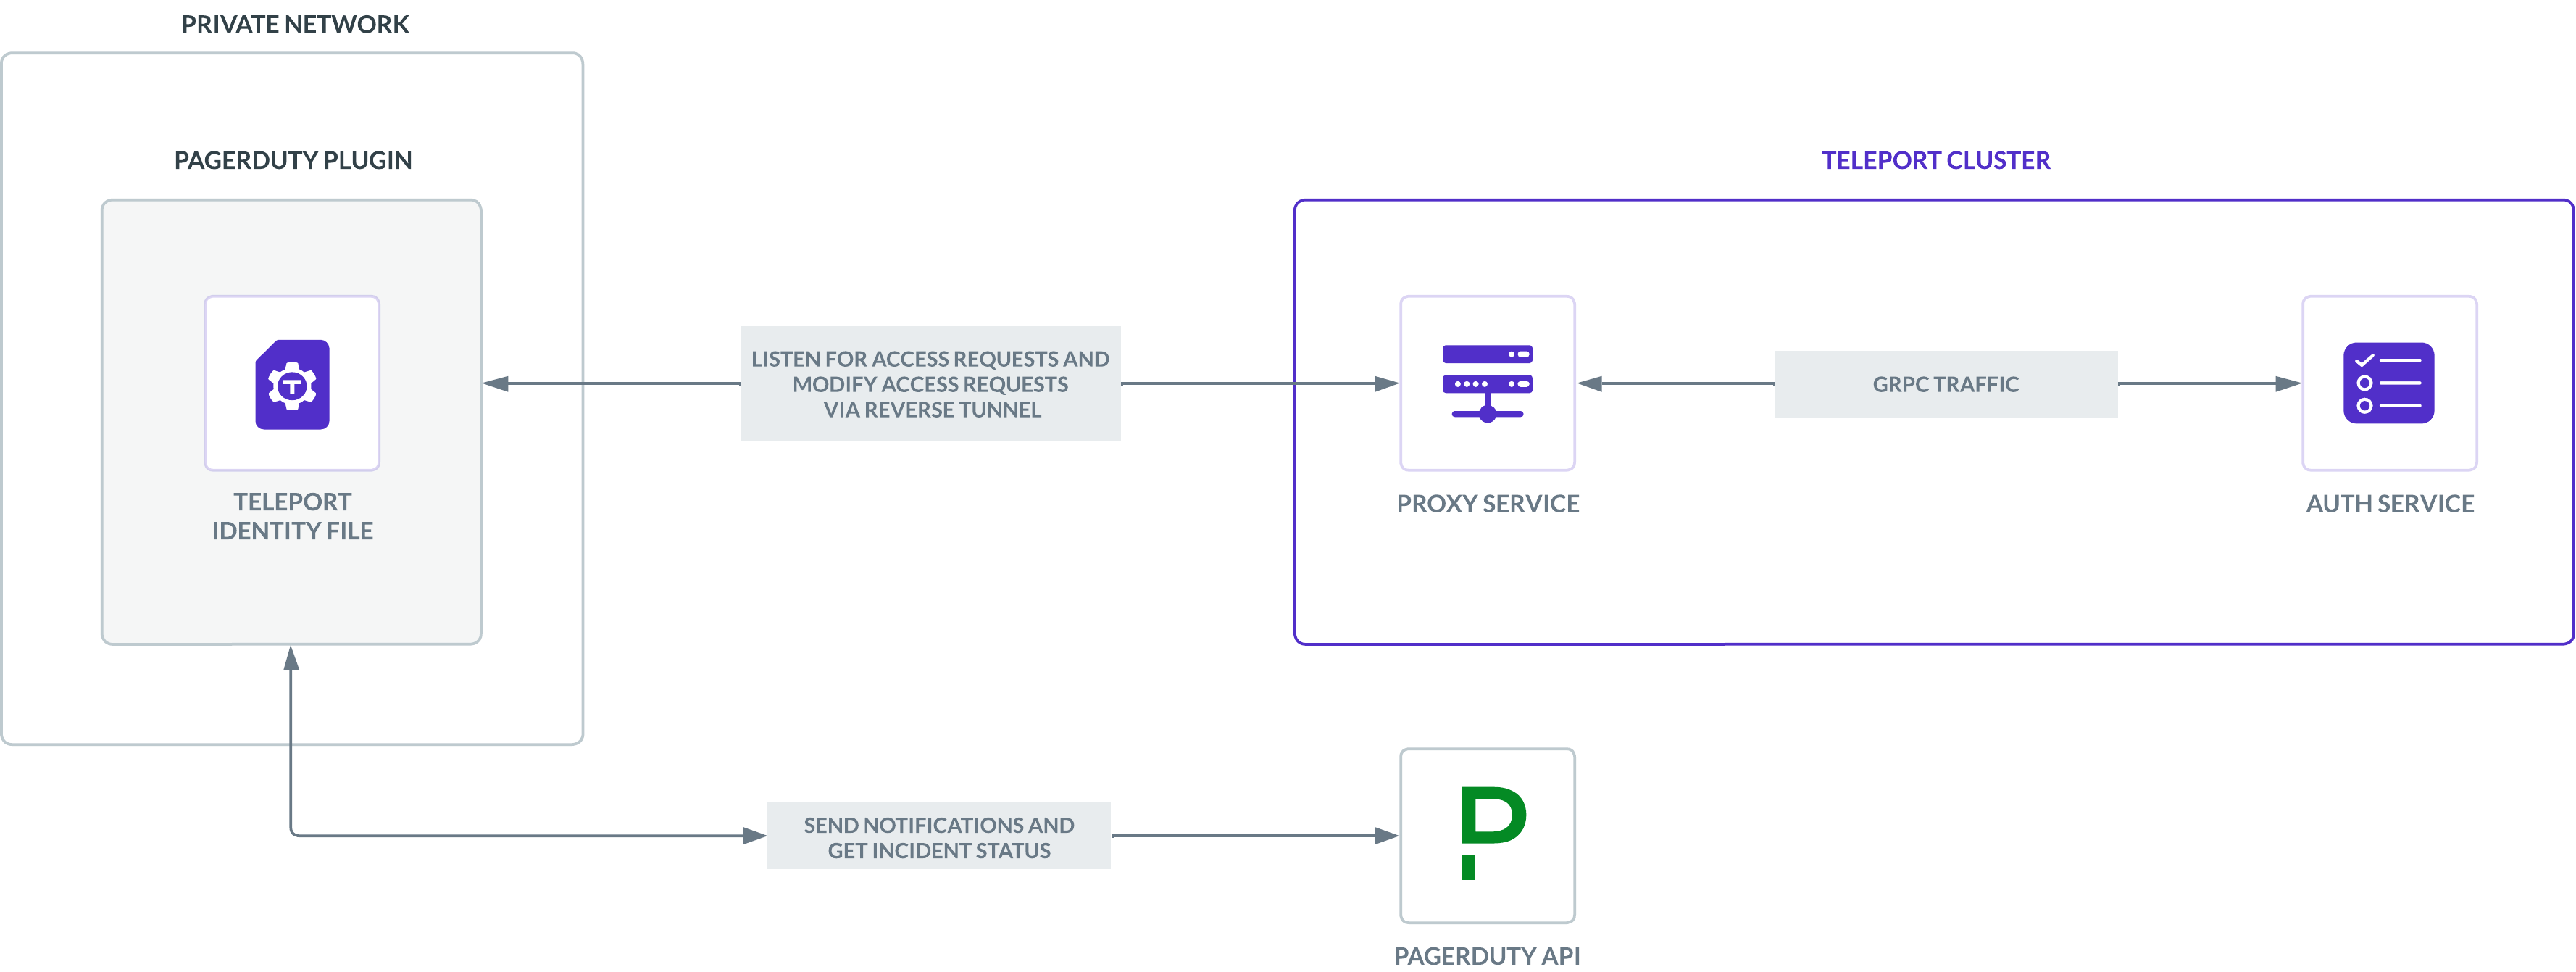 PRIVATE NETWORK
PAGERDUTY PLUGIN
TELEPORT
IDENTITY FILE
LISTEN FOR ACCESS REQUESTS AND
MODIFY ACCESS REQUESTS
VIA REVERSE TUNNEL
TELEPORT CLUSTER
PROXY SERVICE
GRPC TRAFFIC
AUTH SERVICE
SEND NOTIFICATIONS AND
GET INCIDENT STATUS
PAGERDUTY API